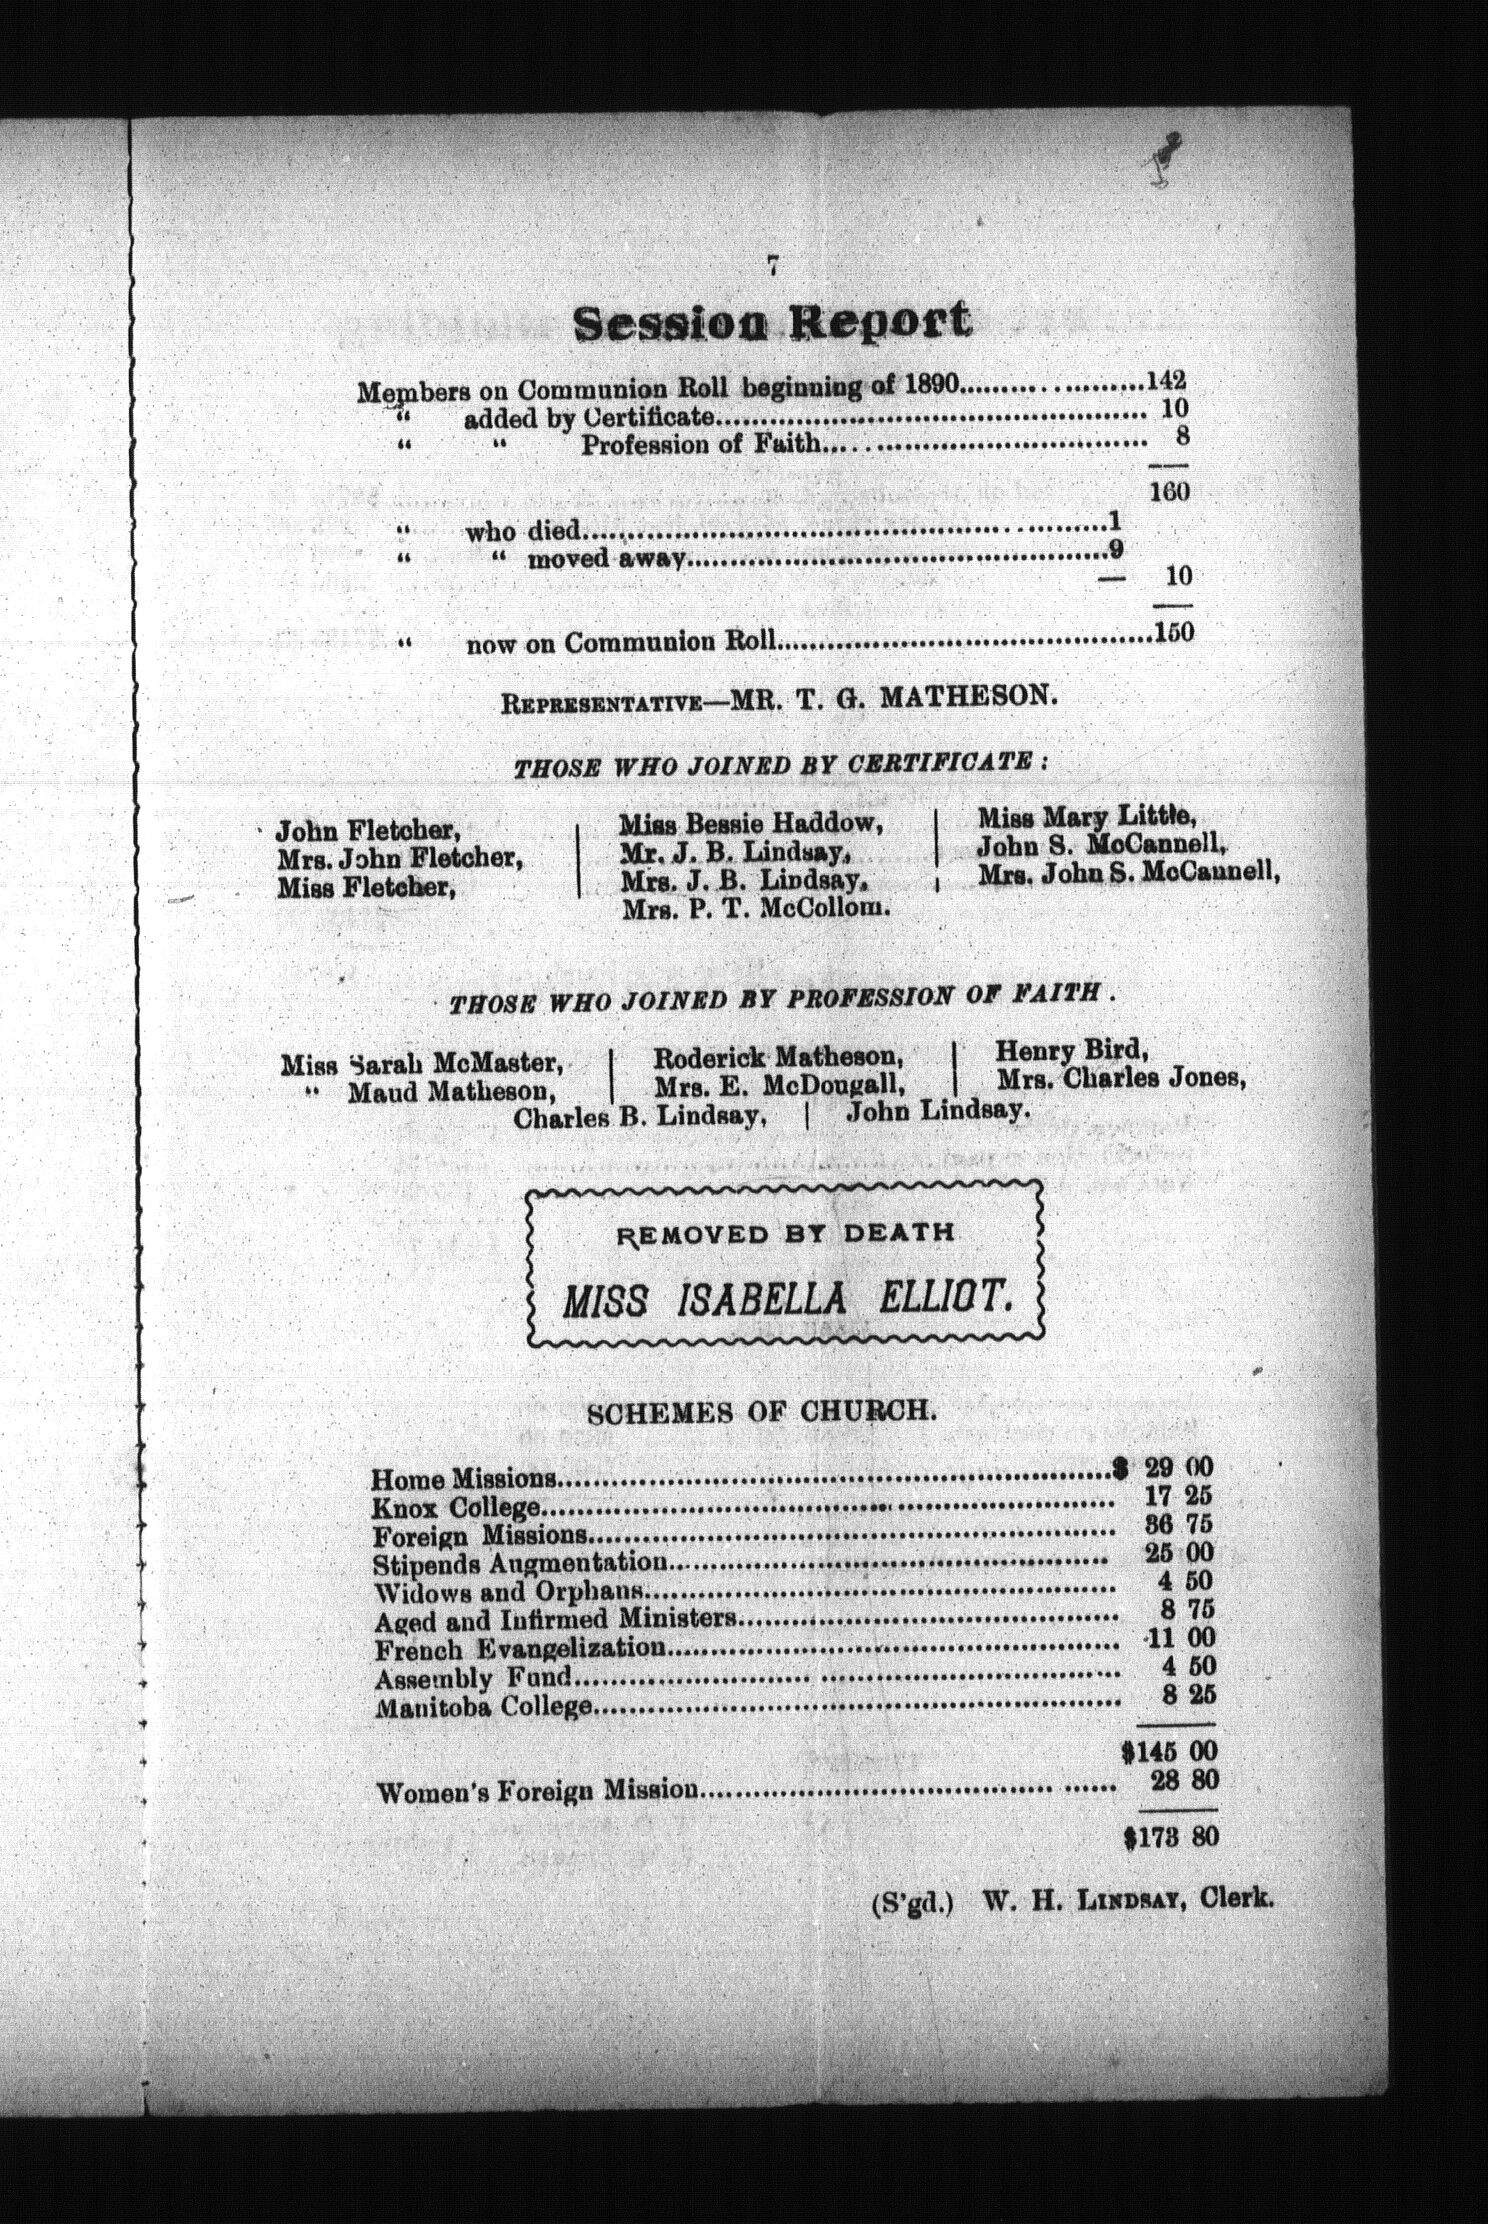 7
Session Report
Members on Communion Roll beginning of 1890....................142
“ added by Certificate................................................ 10
“ “ Profession of Faith.................................... 8
160
“ who died............................................................1
“ “ moved away................................................9
10
“ now on Communion Roll............................................150
REPRESENTATIVE—MR. T. G. MATHESON.
THOSE WHO JOINED BY CERTIFICATE :
John Fletcher, | Miss Bessie Haddow, | Miss Mary Little,
Mrs. John Fletcher, | Mr. J. B. Lindsay, | John S. McCannell,
Miss Fletcher, | Mrs. J. B. Lindsay, | Mrs. John S. McCannell,
Mrs. P. T. McCollom.
THOSE WHO JOINED BY PROFESSION OF FAITH .
Miss Sarah McMaster, | Roderick Matheson, | Henry Bird,
“ Maud Matheson, | Mrs. E. McDougall, | Mrs. Charles Jones,
Charles B. Lindsay, | John Lindsay.
REMOVED BY DEATH
MISS ISABELLA ELLIOT.
SCHEMES OF CHURCH.
Home Missions..............................................................$ 29 00
Knox College................................................................ 17 25
Foreign Missions........................................................... 36 75
Stipends Augmentation................................................. 25 00
Widows and Orphans.................................................... 4 50
Aged and Infirmed Ministers.......................................... 8 75
French Evangelization.................................................. 11 00
Assembly Fund............................................................ 4 50
Manitoba College.......................................................... 8 25
$145 00
Women's Foreign Mission.............................................. 28 80
$173 80
(S'gd.) W. H. LINDSAY, Clerk.